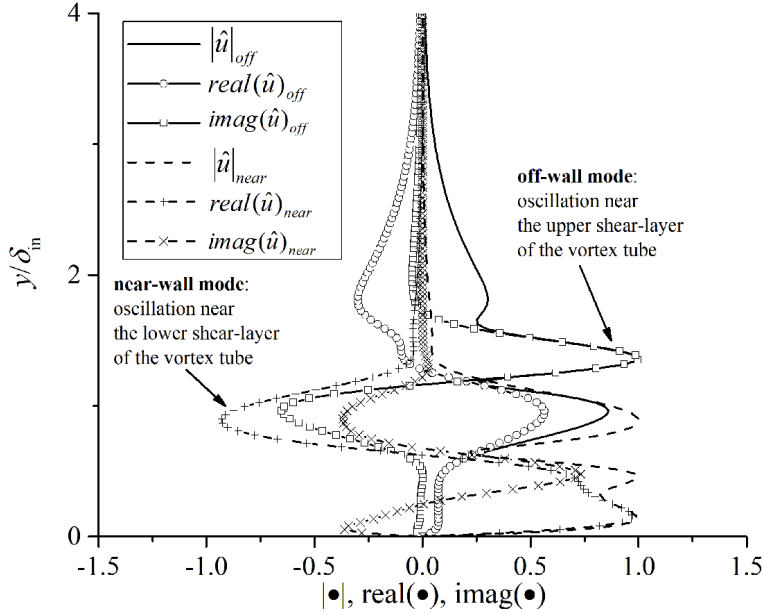 4
|û|off
real(û)off
imag(û)off
|û|near
real(û)near
imag(û)near
off-wall mode:
oscillation near
the upper shear-layer
of the vortex tube
y/δin
2
near-wall mode:
oscillation near
the lower shear-layer
of the vortex tube
0
-1.5 -1.0 -0.5 0.0 0.5 1.0 1.5
|●|, real(●), imag(●)